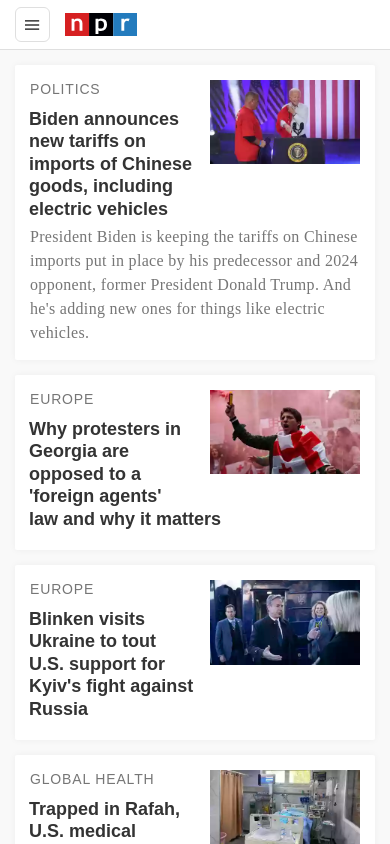 npr
POLITICS
Biden announces
new tariffs on
imports of Chinese
goods, including
electric vehicles
President Biden is keeping the tariffs on Chinese
imports put in place by his predecessor and 2024
opponent, former President Donald Trump. And
he's adding new ones for things like electric
vehicles.
EUROPE
Why protesters in
Georgia are
opposed to a
'foreign agents'
law and why it matters
EUROPE
Blinken visits
Ukraine to tout
U.S. support for
Kyiv's fight against
Russia
GLOBAL HEALTH
Trapped in Rafah,
U.S. medical